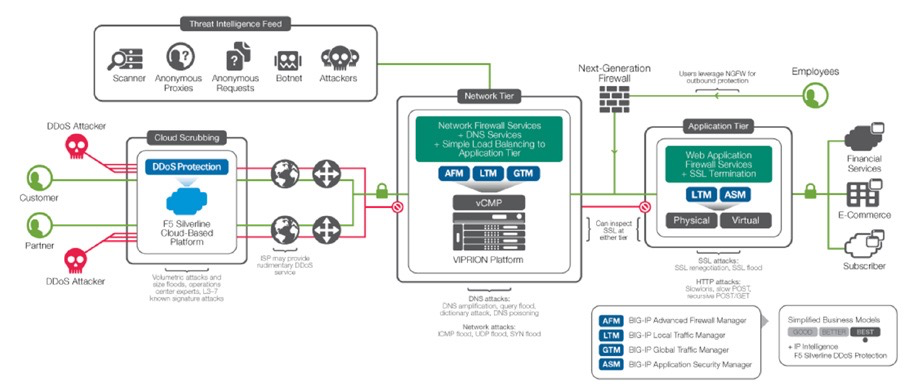 Threat Intelligence Feed
Scanner
Anonymous
Proxies
Anonymous
Requests
Botnet
Attackers
Next-Generation
Firewall
Users leverage NGFW for
outbound protection
Employees
DDoS Attacker
Customer
Partner
DDoS Attacker
Cloud Scrubbing
DDoS Protection
F5 Silverline
Cloud-Based
Platform
Volumetric attacks and
size floods, operations
center experts, L3-7
known signature attacks
ISP may provide
rudimentary DDoS
service
Network Tier
Network Firewall Services
+ DNS Services
+ Simple Load Balancing to
Application Tier
AFM
LTM
GTM
vCMP
VIPRION Platform
DNS attacks:
DNS amplification, query flood,
dictionary attack, DNS poisoning
Network attacks:
ICMP flood, UDP flood, SYN flood
Can inspect
SSL at
either tier
Application Tier
Web Application
Firewall Services
+ SSL Termination
LTM
ASM
Physical
Virtual
SSL attacks:
SSL renegotiation, SSL flood
HTTP attacks:
Slowloris, slow POST,
recursive POST/GET
Financial
Services
E-Commerce
Subscriber
AFM BIG-IP Advanced Firewall Manager
LTM BIG-IP Local Traffic Manager
GTM BIG-IP Global Traffic Manager
ASM BIG-IP Application Security Manager
Simplified Business Models
GOOD BETTER BEST
+ IP Intelligence
F5 Silverline DDoS Protection